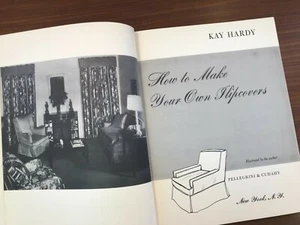 KAY HARDY
How to Make
Your Own Slipcovers
Illustrated by the author
PELLEGRINI & CUDAHY
New York, N.Y.